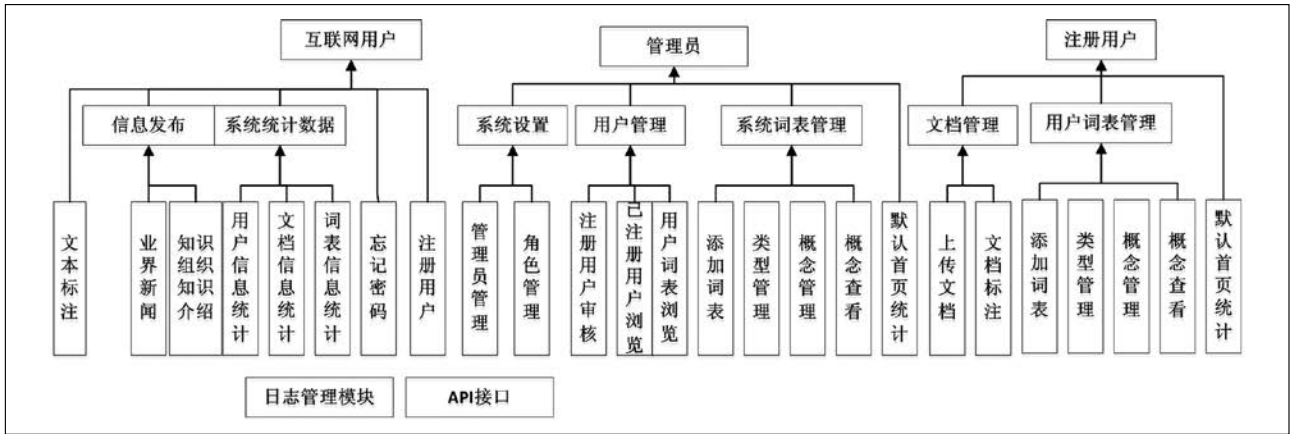 互联网用户
管理员
注册用户
信息发布
系统统计数据
系统设置
用户管理
系统词表管理
文档管理
用户词表管理
文本标注
业界新闻
知识组织知识介绍
用户信息统计
文档信息统计
词表信息统计
忘记密码
注册用户
管理员管理
角色管理
注册用户审核
已注册用户浏览
用户词表浏览
添加词表
类型管理
概念管理
概念查看
默认首页统计
上传文档
文档标注
添加词表
类型管理
概念管理
概念查看
默认首页统计
日志管理模块
API接口